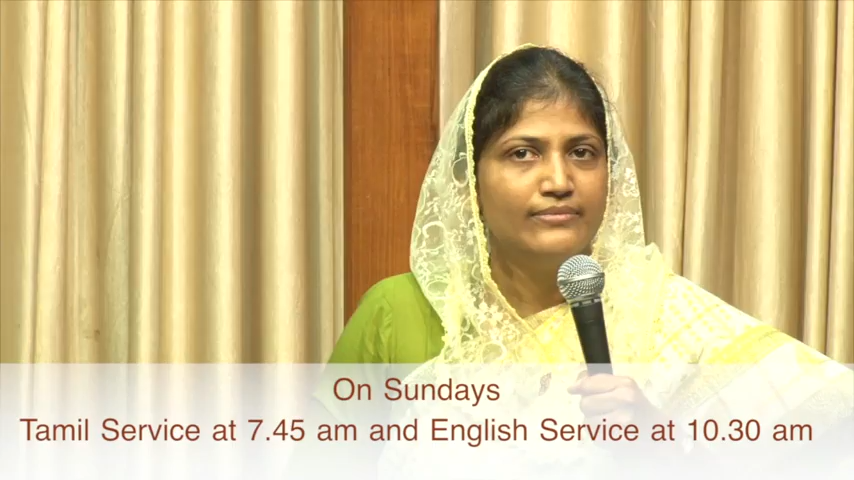 On Sundays
Tamil Service at 7.45 am and English Service at 10.30 am